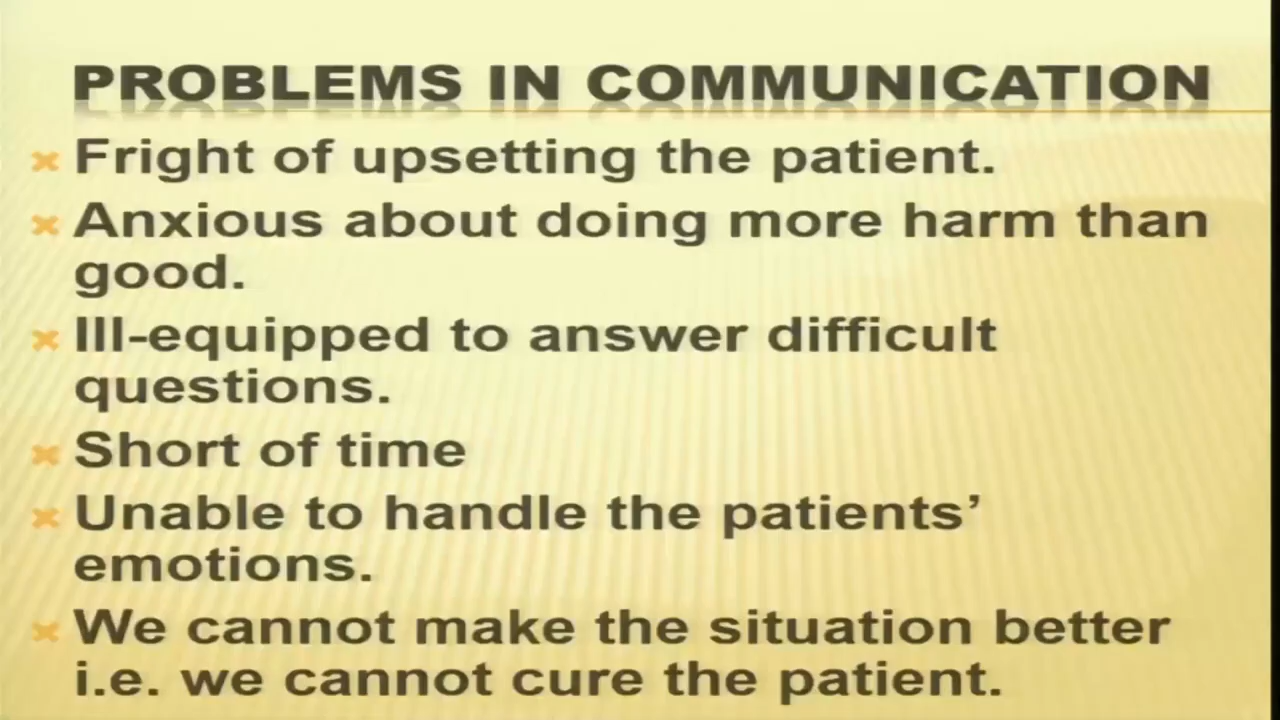 PROBLEMS IN COMMUNICATION
Fright of upsetting the patient.
Anxious about doing more harm than
good.
Ill-equipped to answer difficult
questions.
Short of time
Unable to handle the patients’
emotions.
We cannot make the situation better
i.e. we cannot cure the patient.